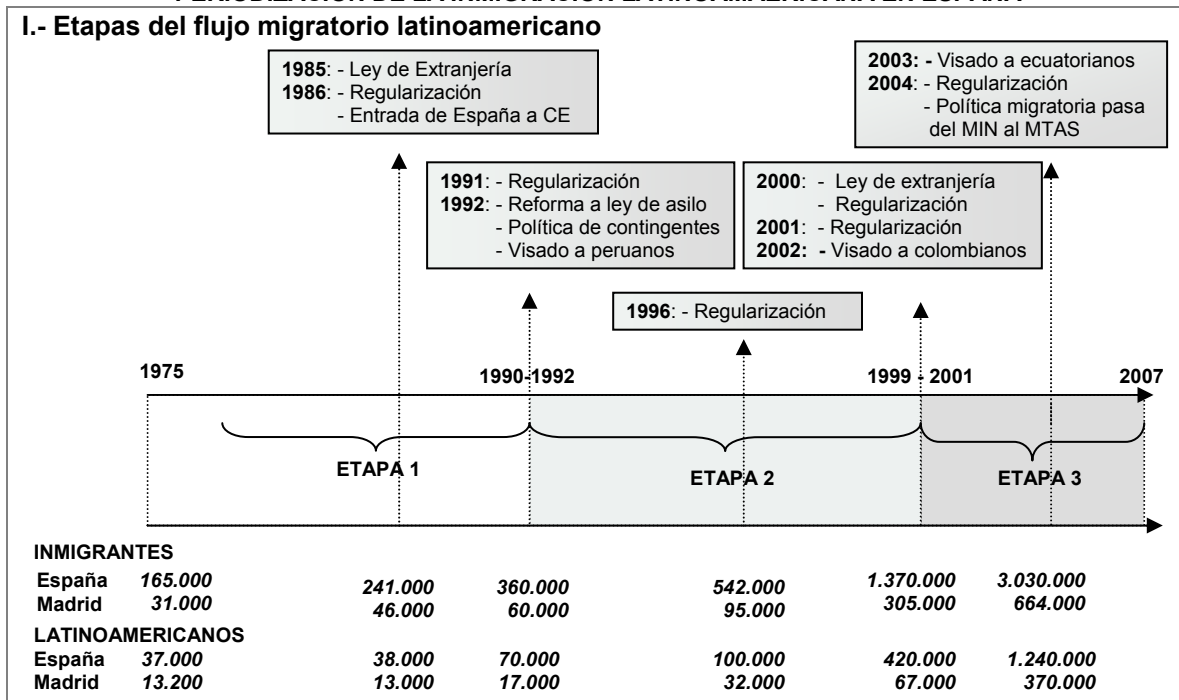 I.- Etapas del flujo migratorio latinoamericano
1985: - Ley de Extranjería
1986: - Regularización
- Entrada de España a CE
2003: - Visado a ecuatorianos
2004: - Regularización
- Política migratoria pasa
del MIN al MTAS
1991: - Regularización
1992: - Reforma a ley de asilo
- Política de contingentes
- Visado a peruanos
2000: - Ley de extranjería
- Regularización
2001: - Regularización
2002: - Visado a colombianos
1996: - Regularización
1975 1990-1992 1999 - 2001 2007
ETAPA 1 ETAPA 2 ETAPA 3
INMIGRANTES
España 165.000 241.000 360.000 542.000 1.370.000 3.030.000
Madrid 31.000 46.000 60.000 95.000 305.000 664.000
LATINOAMERICANOS
España 37.000 38.000 70.000 100.000 420.000 1.240.000
Madrid 13.200 13.000 17.000 32.000 67.000 370.000